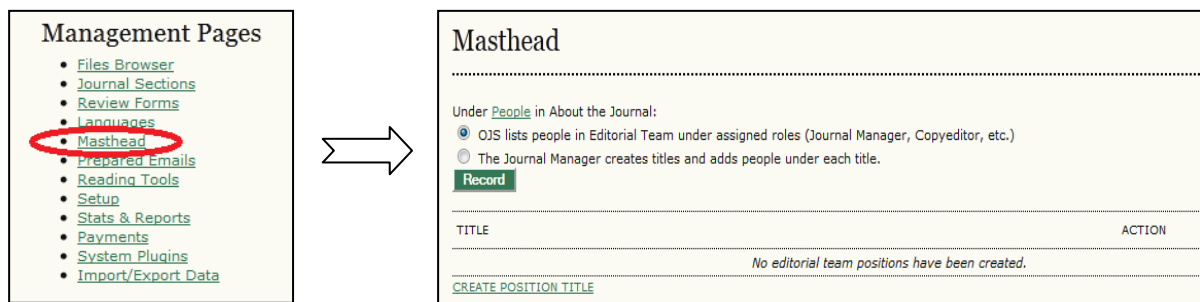 Management Pages
Files Browser
Journal Sections
Review Forms
Languages
Masthead
Prepared Emails
Reading Tools
Setup
Stats & Reports
Payments
System Plugins
Import/Export Data
Masthead
Under People in About the Journal:
OJS lists people in Editorial Team under assigned roles (Journal Manager, Copyeditor, etc.)
The Journal Manager creates titles and adds people under each title.
Record
TITLE ACTION
No editorial team positions have been created.
CREATE POSITION TITLE